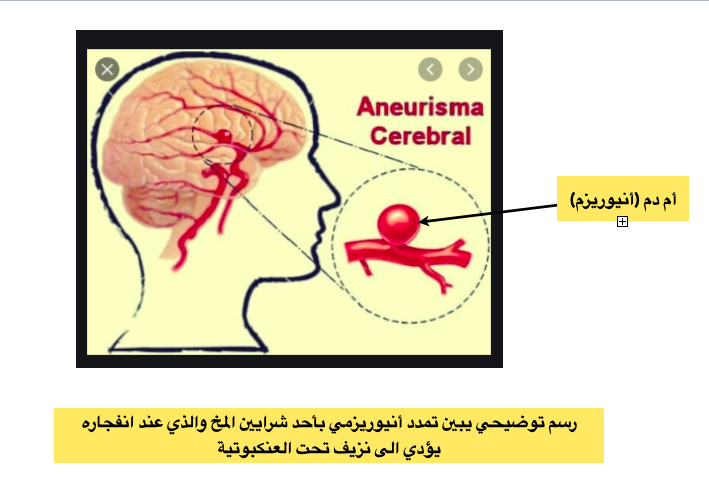 Aneurisma
Cerebral
أم دم (أنيوريزم)
رسم توضيحي يبين تمدد أنيوريزمي بأحد شرايين المخ والذي عند انفجاره
يؤدي الى نزيف تحت العنكبوتية